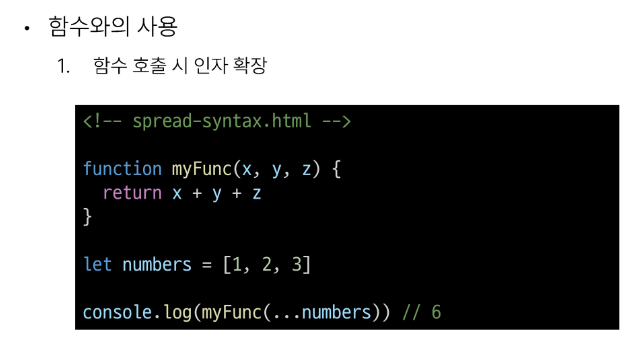 • 함수와의 사용
1. 함수 호출 시 인자 확장
<!-- spread-syntax.html -->
function myFunc(x, y, z) {
  return x + y + z
}
let numbers = [1, 2, 3]
console.log(myFunc(...numbers)) // 6